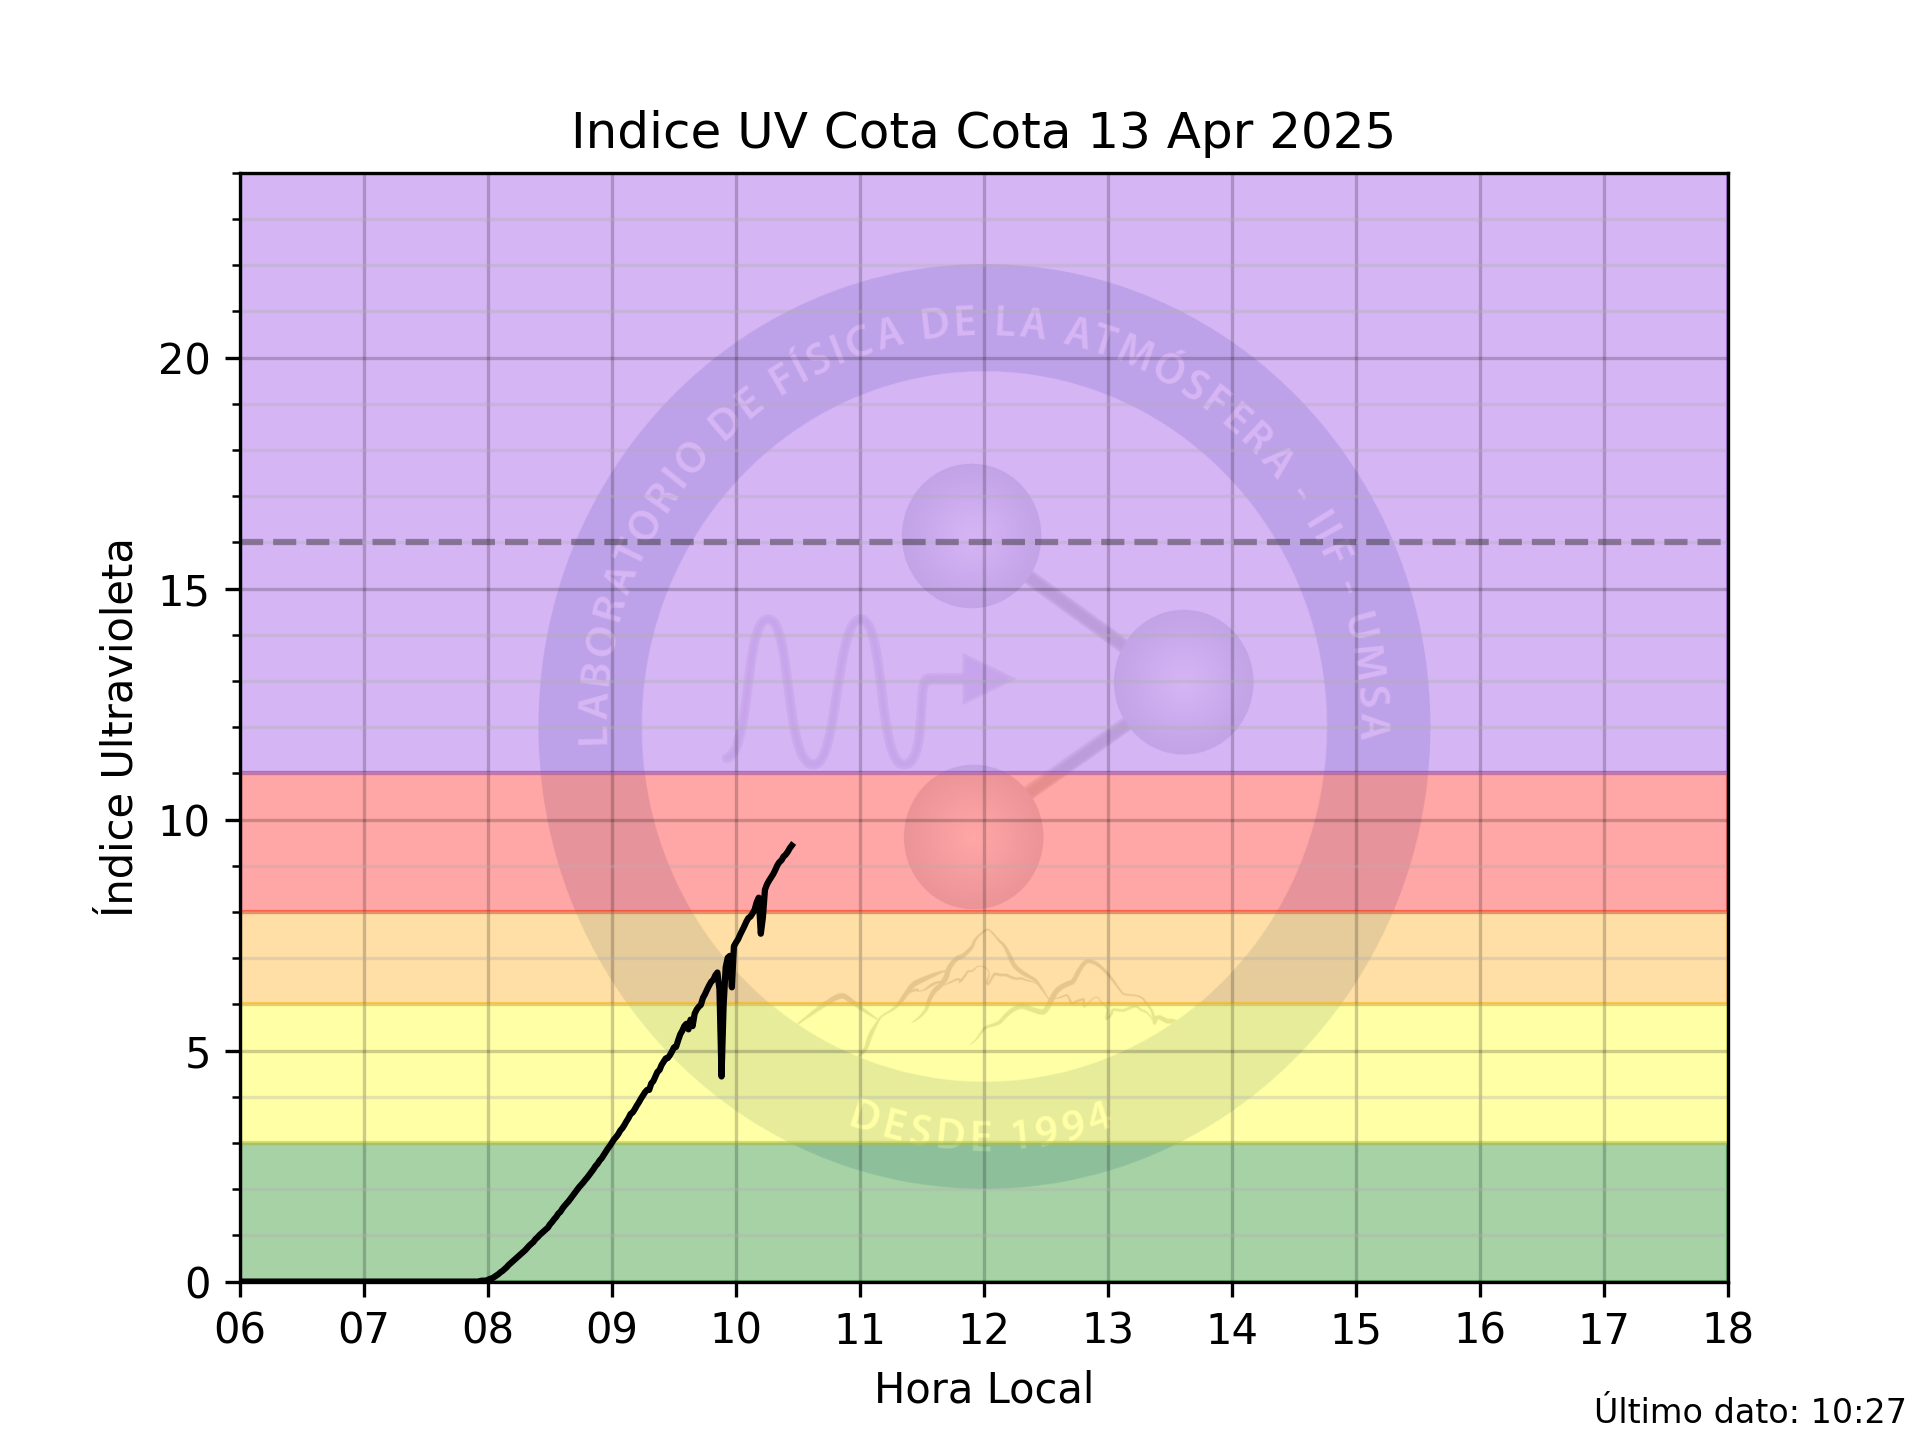 Indice UV Cota Cota 13 Apr 2025
Índice Ultravioleta
20
15
10
5
0
LABORATORIO DE FÍSICA DE LA ATMÓSFERA - IIF - UMSA
DESDE 1994
06 07 08 09 10 11 12 13 14 15 16 17 18
Hora Local
Último dato: 10:27